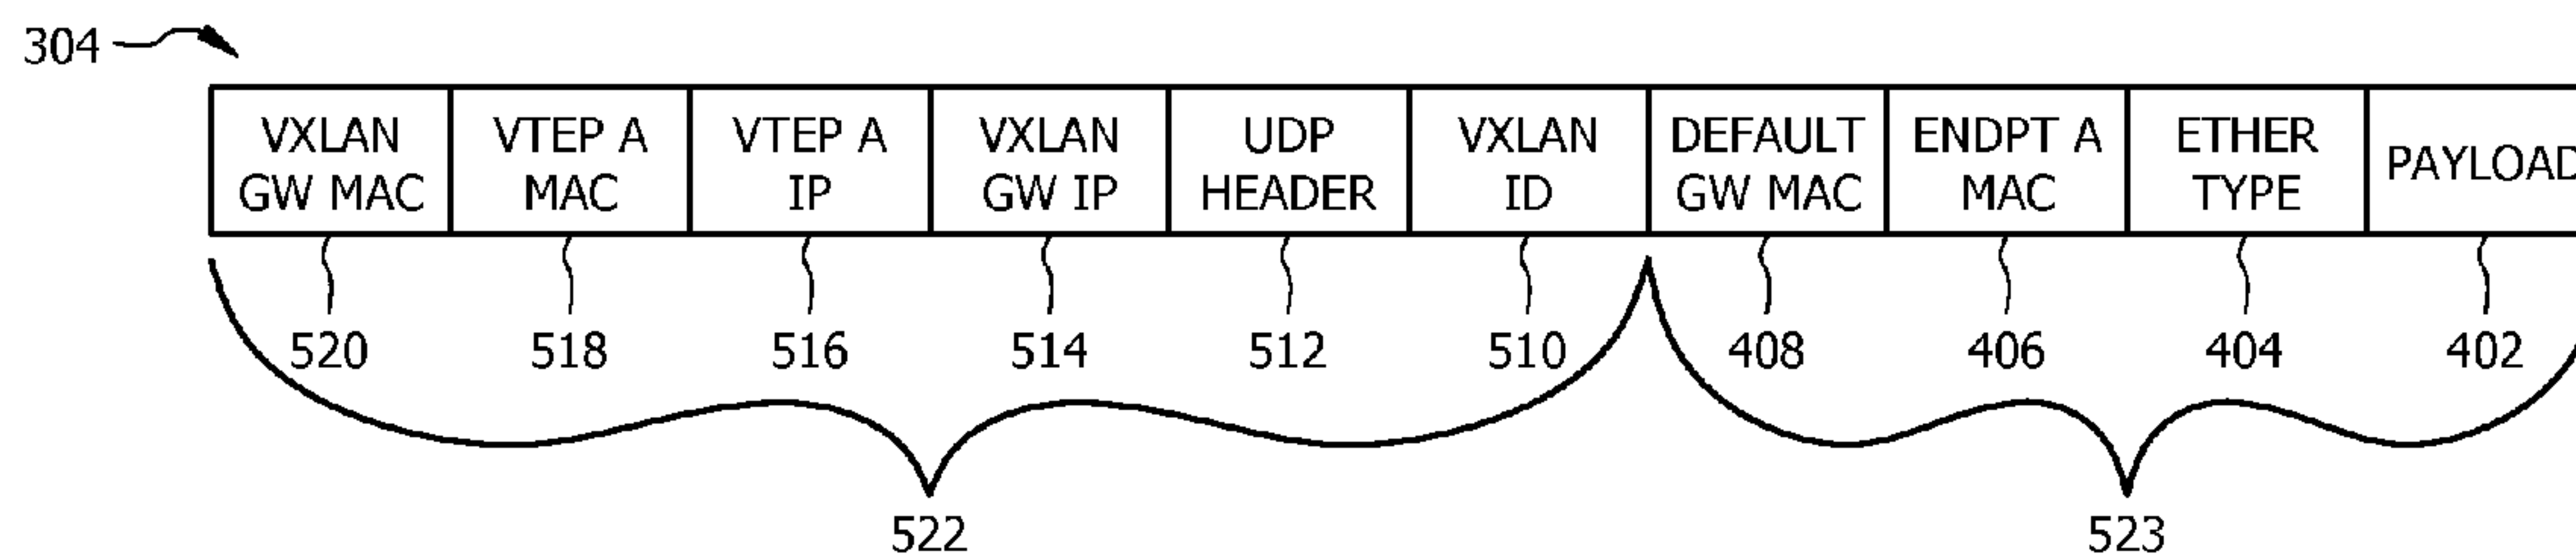 304
VXLAN GW MAC
VTEP A MAC
VTEP A IP
VXLAN GW IP
UDP HEADER
VXLAN ID
DEFAULT GW MAC
ENDPT A MAC
ETHER TYPE
PAYLOAD
520 518 516 514 512 510 408 406 404 402
522 523